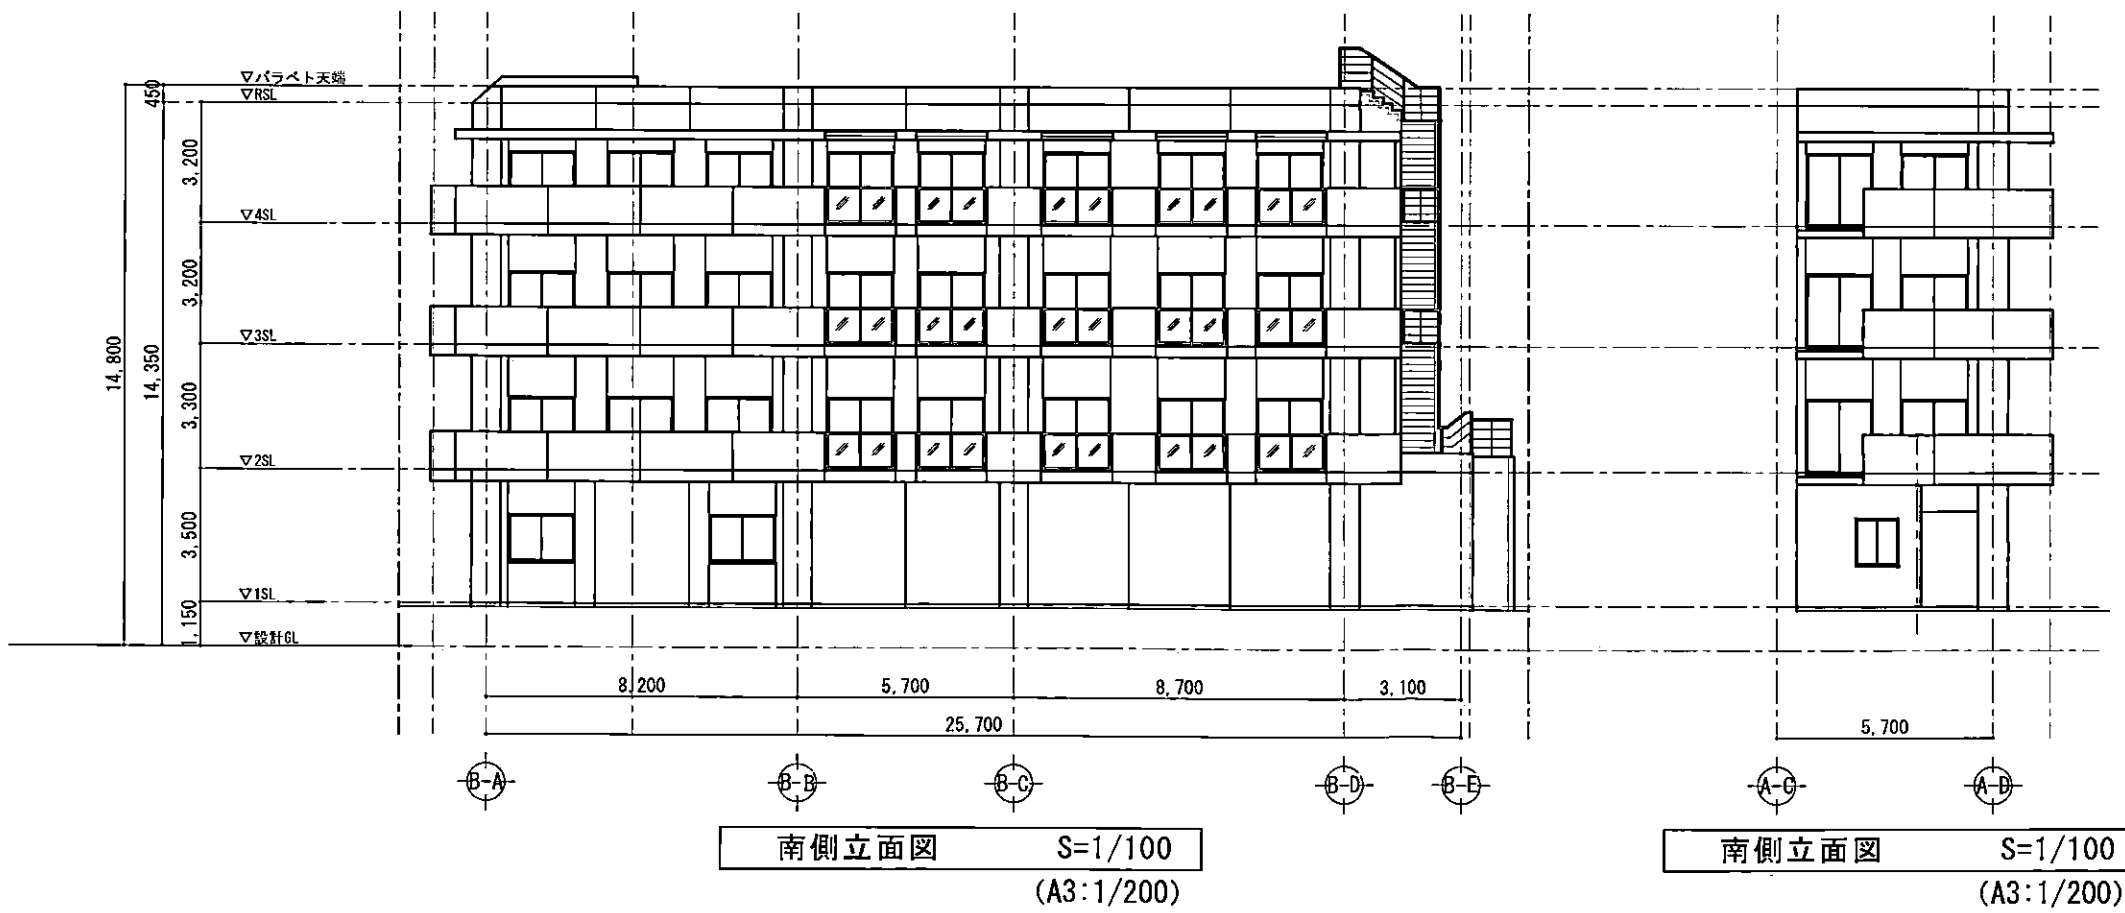 ▽パラペト天端
▽RSL
▽4SL
▽3SL
▽2SL
▽1SL
▽設計GL
450
3,200
3,200
3,300
3,500
1,150
14,350
14,800
8,200
5,700
8,700
3,100
25,700
5,700
B-A
B-B
B-C
B-D
B-E
A-C
A-D
南側立面図 S=1/100
(A3:1/200)
南側立面図 S=1/100
(A3:1/200)